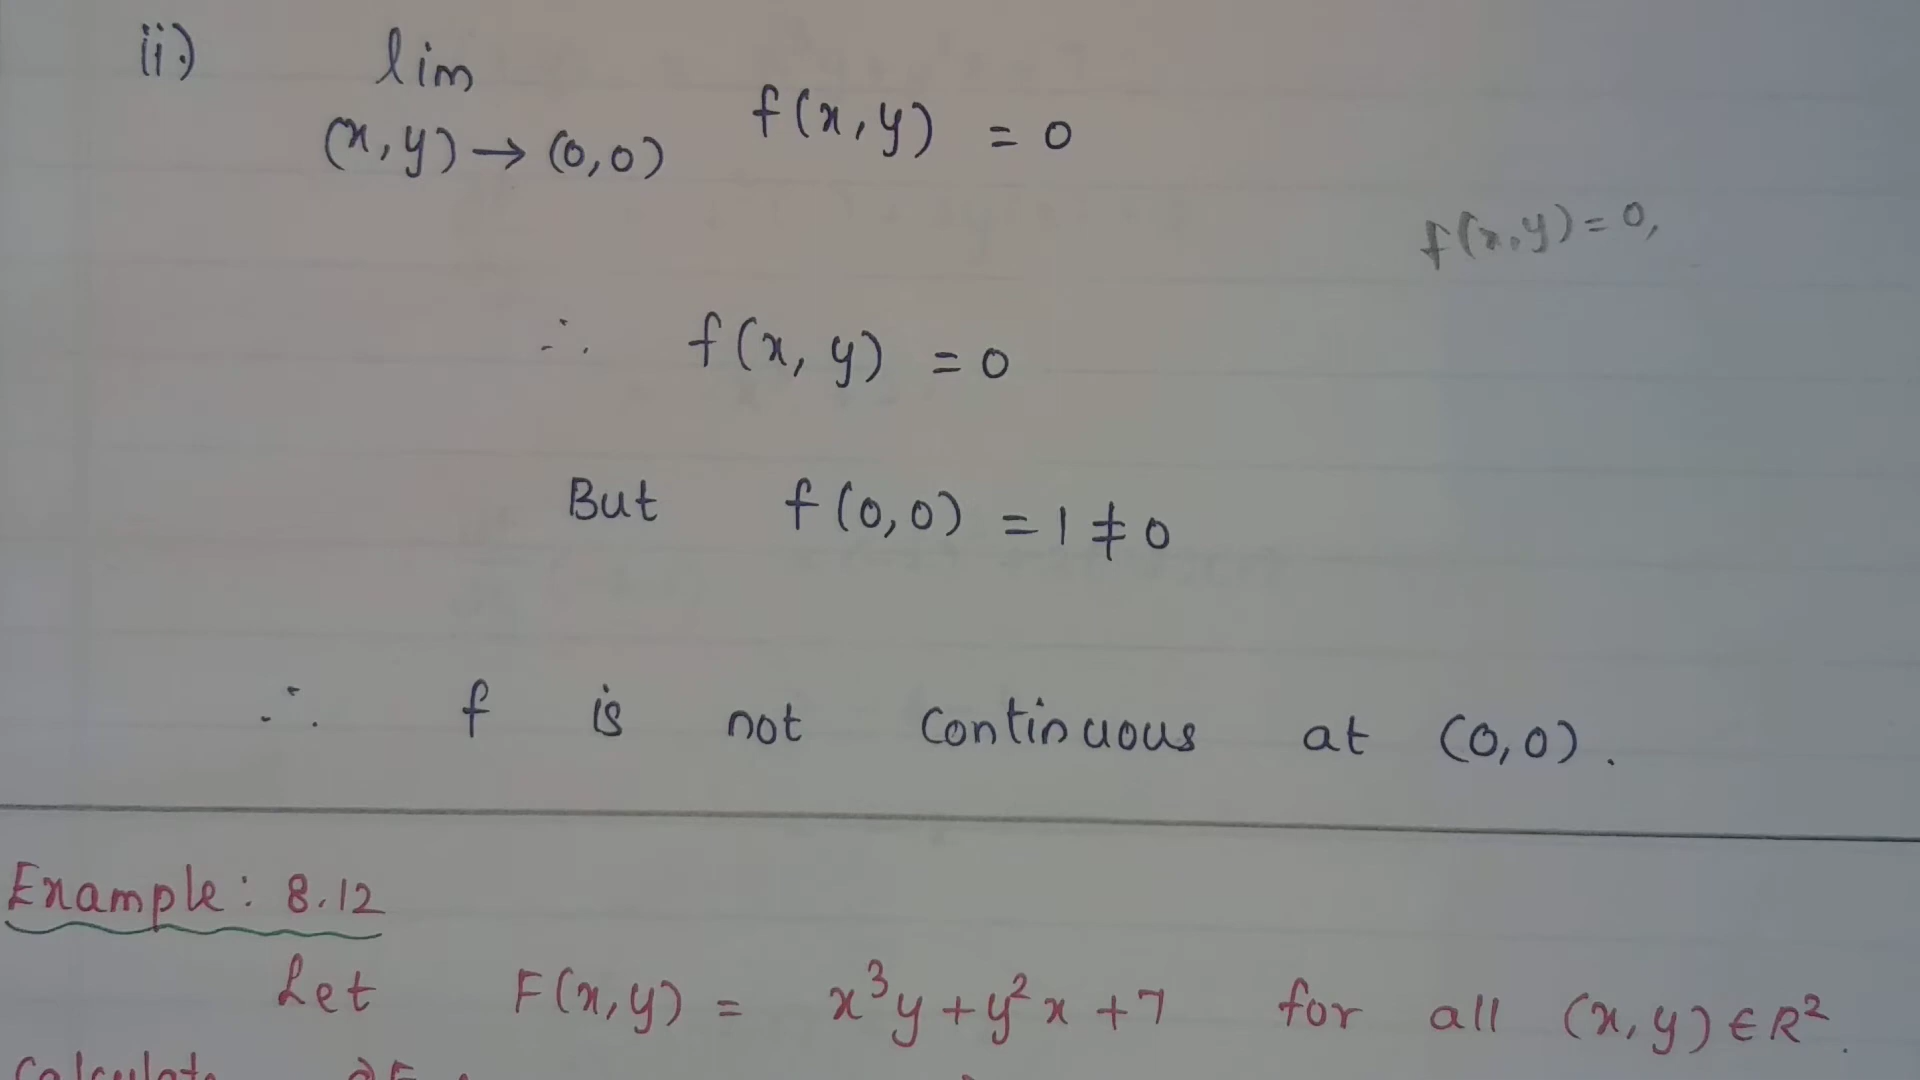 ii.) lim f(x,y) = 0
(x,y) → (0,0)
f(x,y) = 0,
∴ f(x, y) = 0
But f(0,0) = 1 ≠ 0
∴ f is not continuous at (0,0).
Example: 8.12
Let F(x,y) = x³y + y²x + 7 for all (x,y) ∈ R².
Calculate ∂F